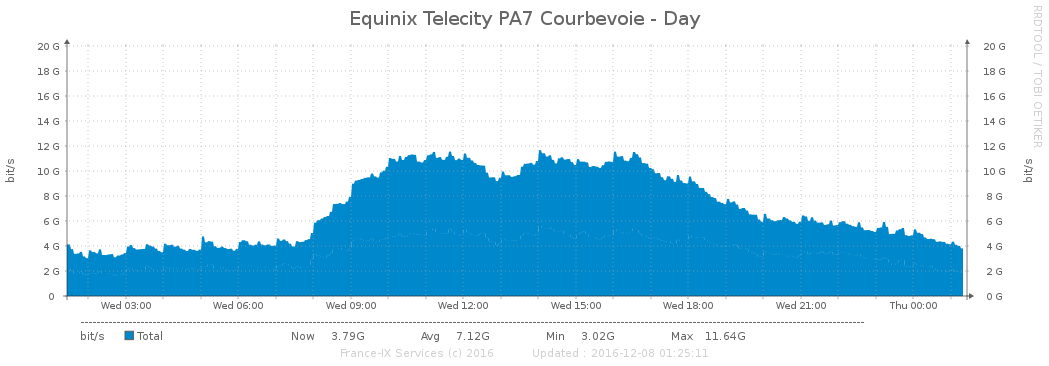 Equinix Telecity PA7 Courbevoie - Day
RRDTOOL / TOBI OETIKER
bit/s
bit/s
20 G 20 G
18 G 18 G
16 G 16 G
14 G 14 G
12 G 12 G
10 G 10 G
8 G 8 G
6 G 6 G
4 G 4 G
2 G 2 G
0 0 G
Wed 03:00 Wed 06:00 Wed 09:00 Wed 12:00 Wed 15:00 Wed 18:00 Wed 21:00 Thu 00:00
bit/s Total Now 3.79G Avg 7.12G Min 3.02G Max 11.64G
France-IX Services (c) 2016 Updated : 2016-12-08 01:25:11